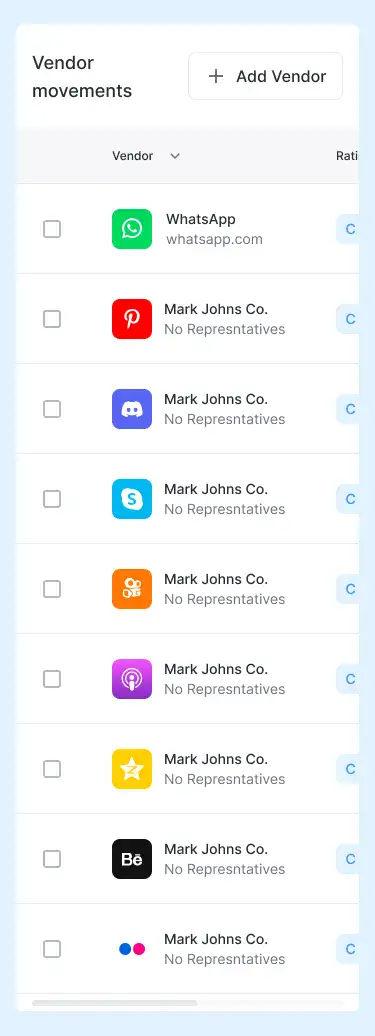 Vendor
movements
Add Vendor
Vendor
Rati
WhatsApp
whatsapp.com
C
Mark Johns Co.
No Represntatives
C
Mark Johns Co.
No Represntatives
C
Mark Johns Co.
No Represntatives
C
Mark Johns Co.
No Represntatives
C
Mark Johns Co.
No Represntatives
C
Mark Johns Co.
No Represntatives
C
Bē
Mark Johns Co.
No Represntatives
C
Mark Johns Co.
No Represntatives
C